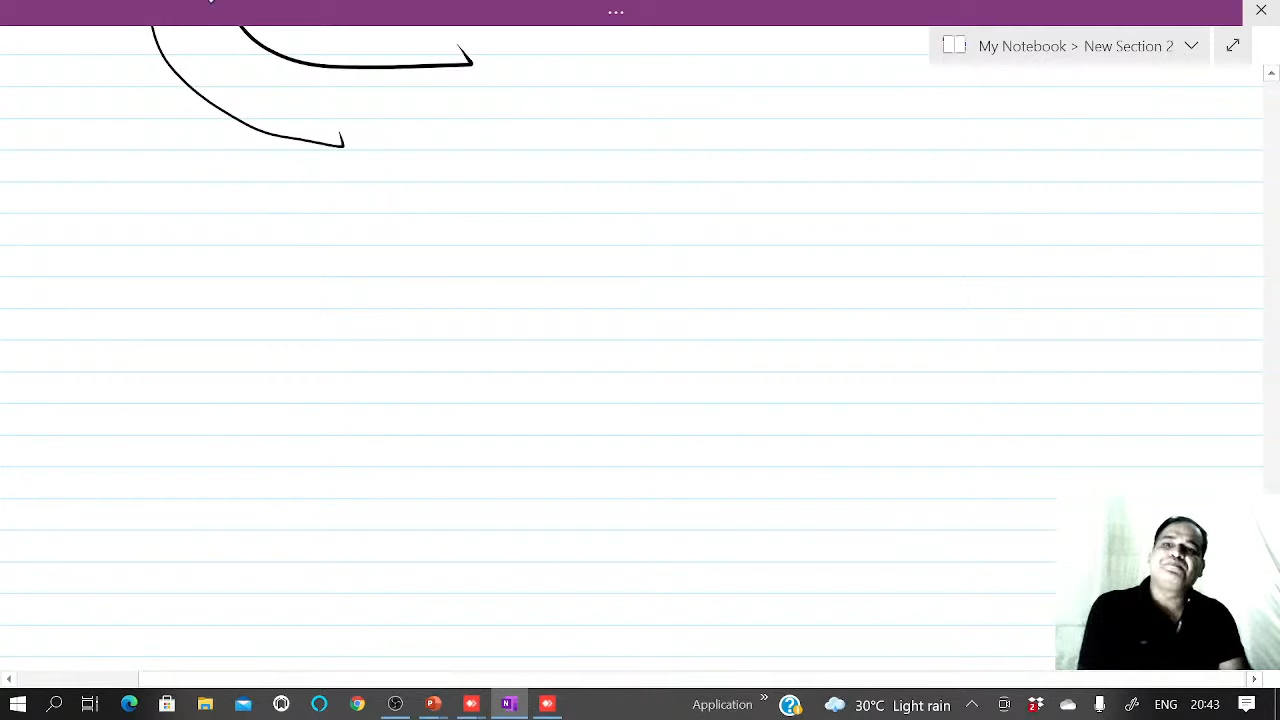 My Notebook > New Section 2
Application
30°C Light rain
ENG
20:43